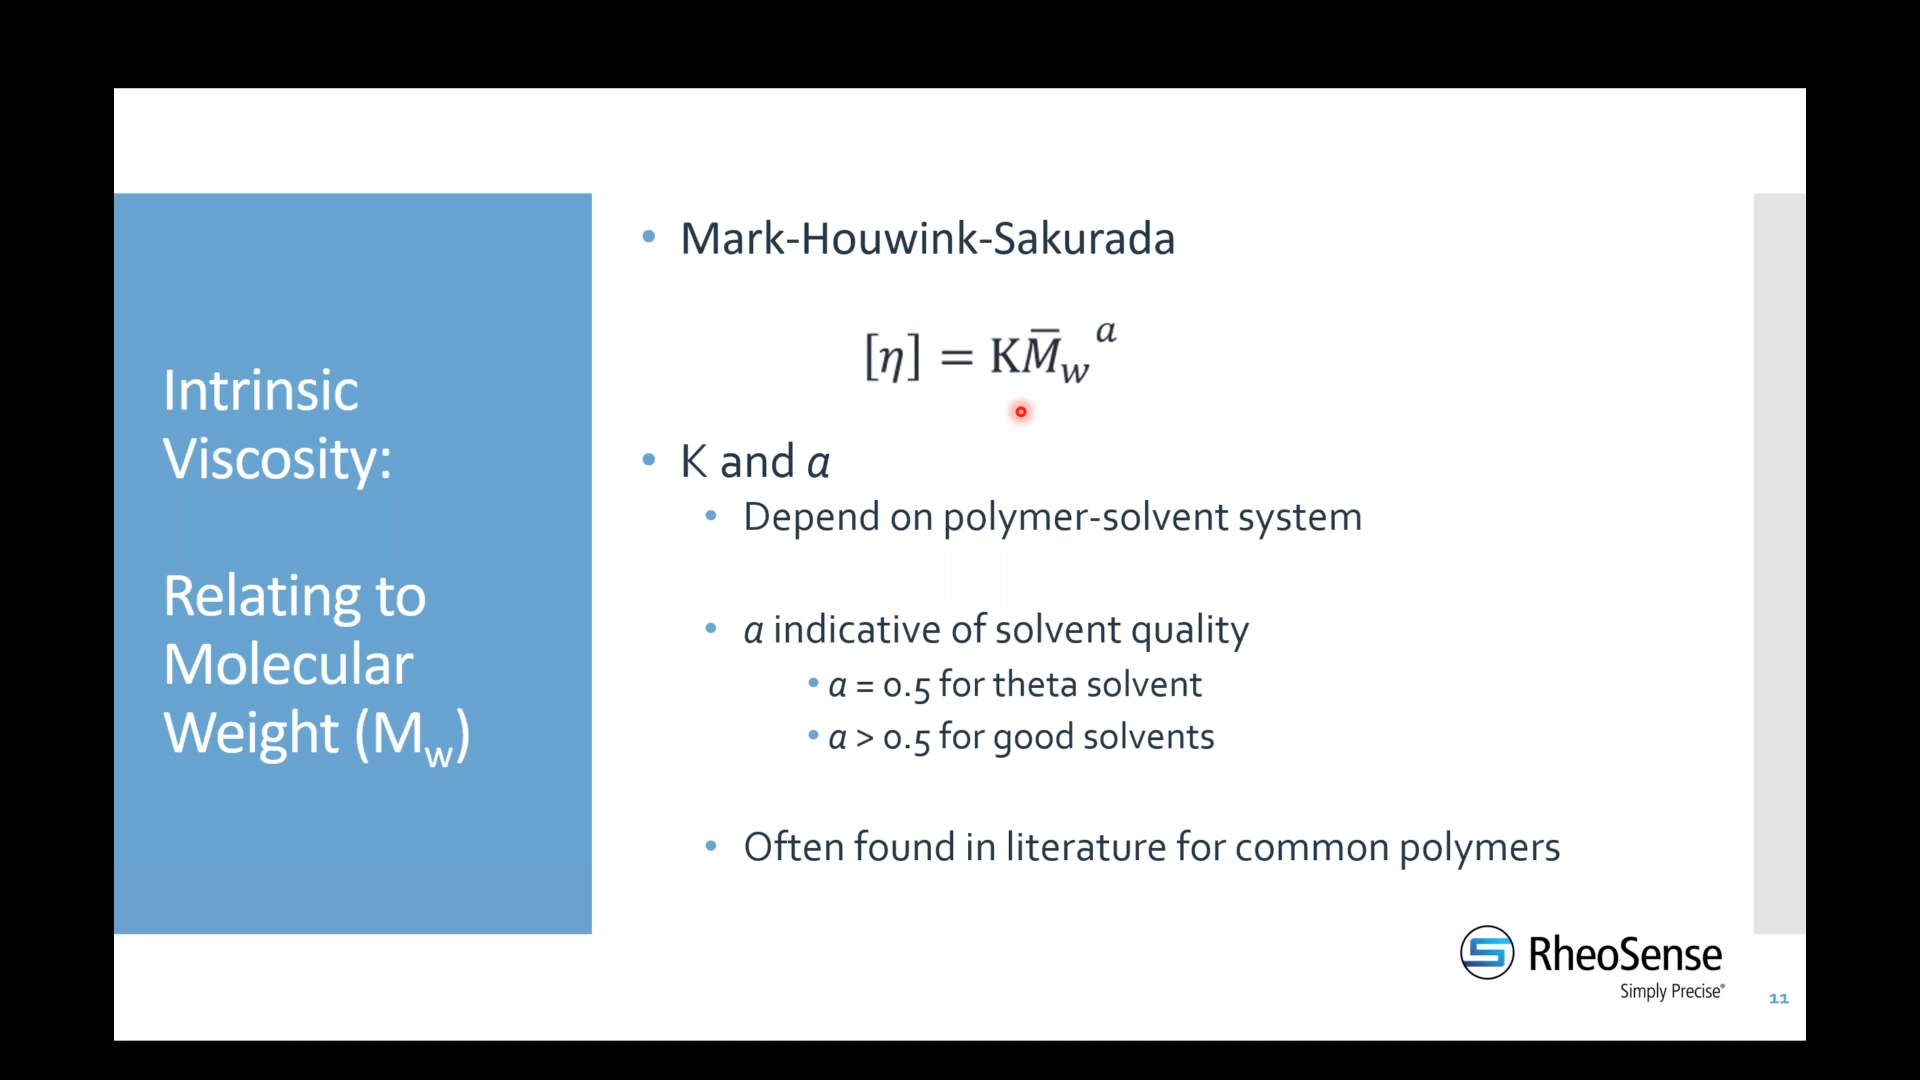 Intrinsic
Viscosity:
Relating to
Molecular
Weight (Mw)
• Mark-Houwink-Sakurada
[η] = KM̅w^a
• K and a
• Depend on polymer-solvent system
• a indicative of solvent quality
• a = 0.5 for theta solvent
• a > 0.5 for good solvents
• Often found in literature for common polymers
RheoSense
Simply Precise®
11